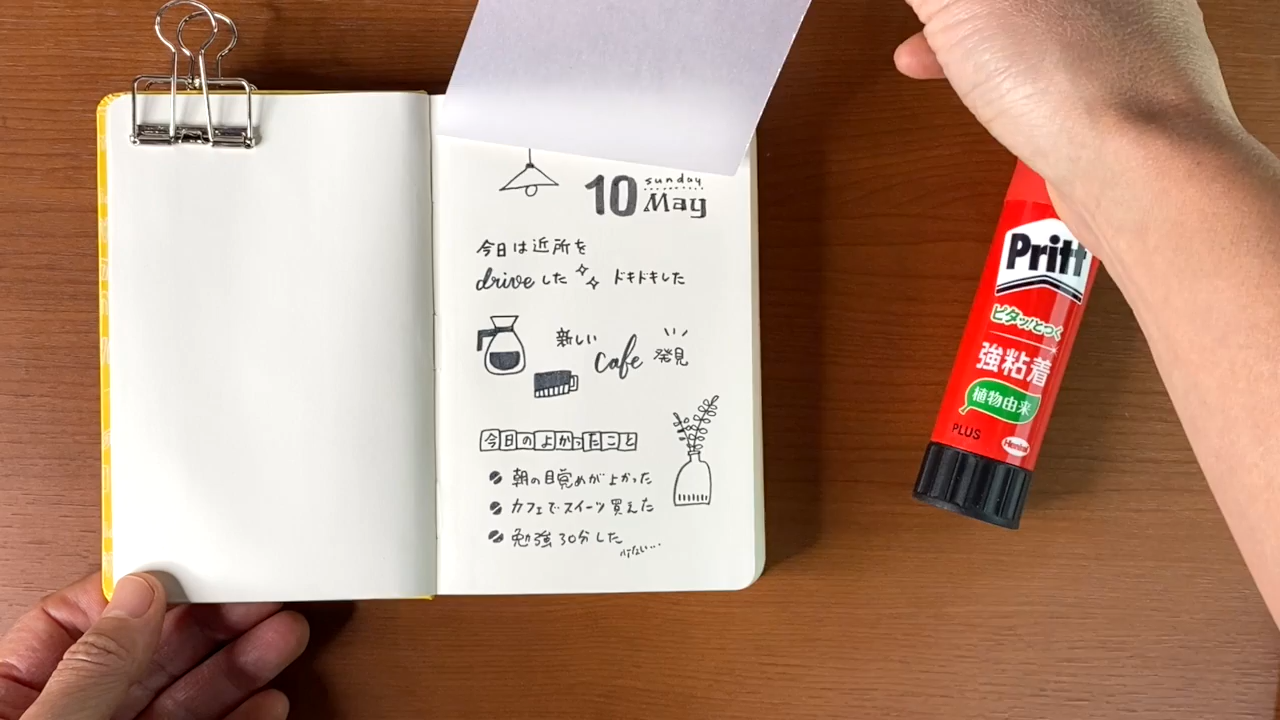 10 sunday
May
今日は近所を
driveした ドキドキした
新しい cafe 発見
今日のよかったこと
朝の目覚めがよかった
カフェでスイーツ買えた
勉強30分した
少ない…
Pritt
ピタッ!とつく
強粘着
植物由来
PLUS
Henkel